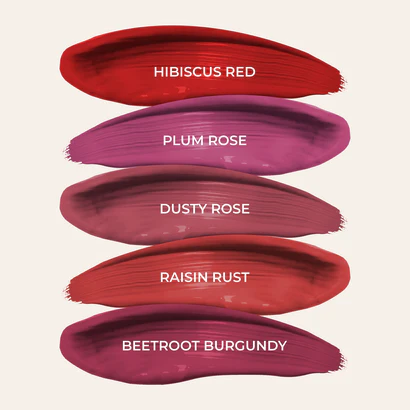 HIBISCUS RED
PLUM ROSE
DUSTY ROSE
RAISIN RUST
BEETROOT BURGUNDY